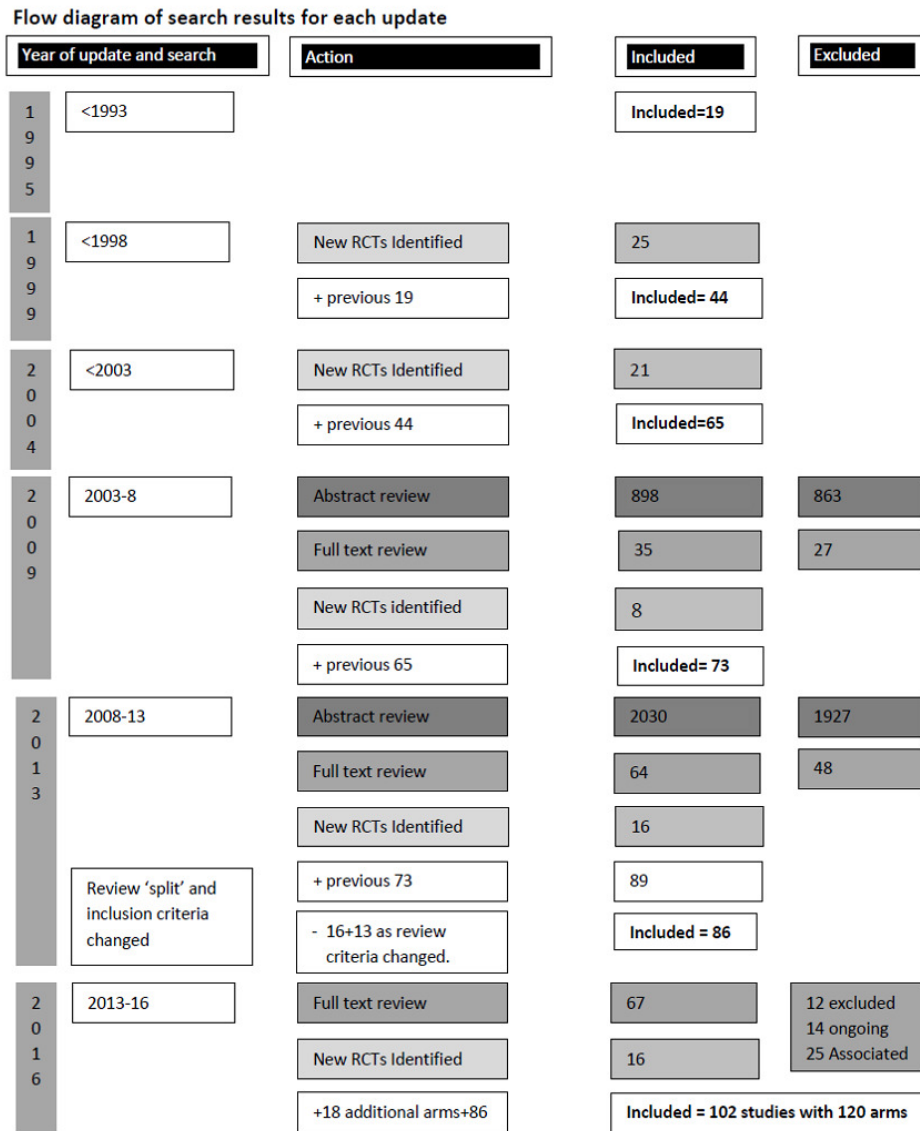 Flow diagram of search results for each update
Year of update and search
Action
Included
Excluded
1995
<1993
Included=19
1999
<1998
New RCTs Identified
25
+ previous 19
Included= 44
2004
<2003
New RCTs Identified
21
+ previous 44
Included=65
2009
2003-8
Abstract review
898
863
Full text review
35
27
New RCTs identified
8
+ previous 65
Included= 73
2013
2008-13
Abstract review
2030
1927
Full text review
64
48
New RCTs Identified
16
Review ‘split’ and
inclusion criteria
changed
+ previous 73
89
- 16+13 as review
criteria changed.
Included = 86
2016
2013-16
Full text review
67
12 excluded
14 ongoing
25 Associated
New RCTs Identified
16
+18 additional arms+86
Included = 102 studies with 120 arms